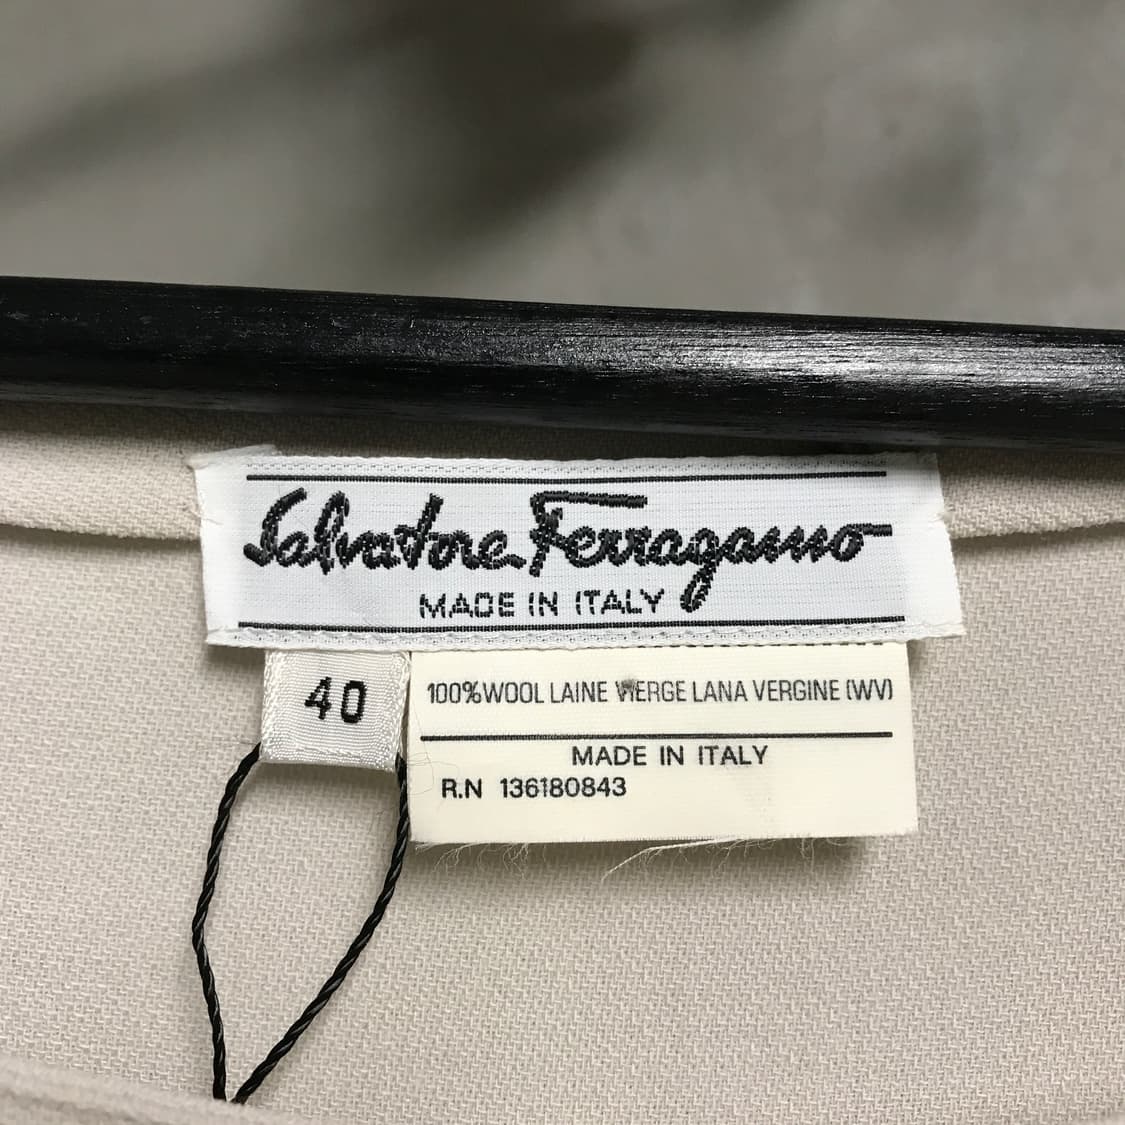 Salvatore Ferragamo
MADE IN ITALY
40
100% WOOL LAINE VIERGE LANA VERGINE (WV)
MADE IN ITALY
R.N 136180843